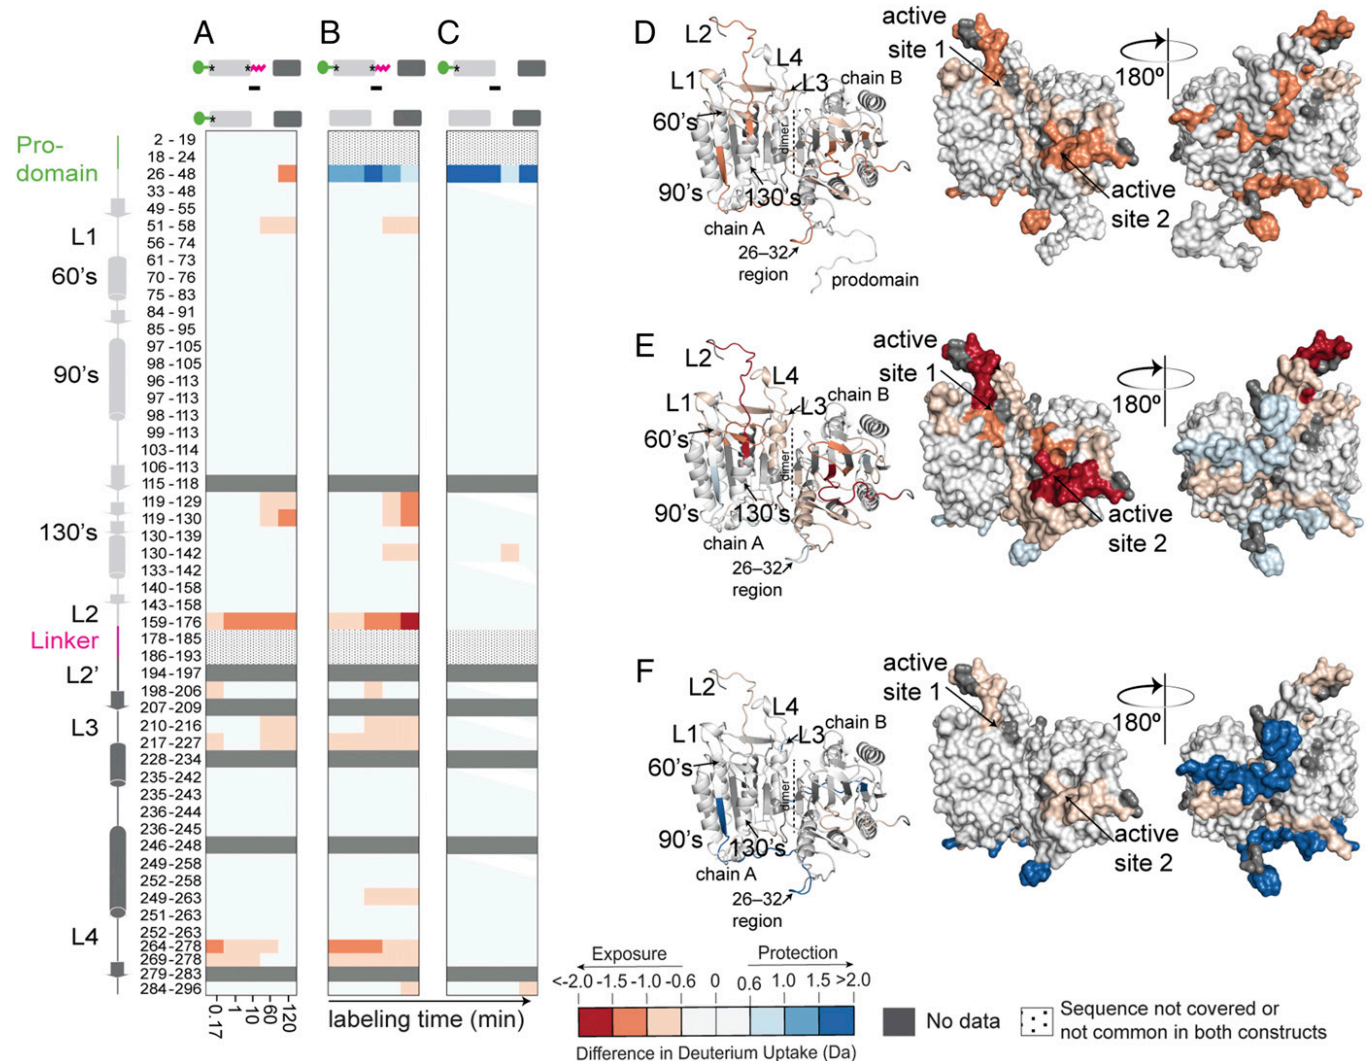 A
B
C
Pro-
domain
L1
60's
90's
130's
L2
Linker
L2'
L3
L4
2 - 19
18 - 24
26 - 48
33 - 48
49 - 55
51 - 58
56 - 74
61 - 73
70 - 76
75 - 83
84 - 91
85 - 95
97 - 105
98 - 105
96 - 113
97 - 113
98 - 113
99 - 113
103 - 114
106 - 113
115 - 118
119 - 129
119 - 130
130 - 139
130 - 142
133 - 142
140 - 158
143 - 158
159 - 176
178 - 185
186 - 193
194 - 197
198 - 206
207 - 209
210 - 216
217 - 227
228 - 234
235 - 242
235 - 243
236 - 244
236 - 245
246 - 248
249 - 258
252 - 258
249 - 263
251 - 263
252 - 263
264 - 278
269 - 278
279 - 283
284 - 296
0.17
1
10
60
120
labeling time (min)
D
L2
L4
L1
L3
chain B
60's
dimer
90's
130's
chain A
26–32
region
prodomain
active
site 1
active
site 2
180º
E
L2
L4
L1
L3
chain B
60's
dimer
90's
130's
chain A
26–32
region
active
site 1
active
site 2
180º
F
L2
L4
L1
L3
chain B
60's
dimer
90's
130's
chain A
26–32
region
active
site 1
active
site 2
180º
Exposure
Protection
<-2.0 -1.5 -1.0 -0.6 0 0.6 1.0 1.5 >2.0
Difference in Deuterium Uptake (Da)
No data
Sequence not covered or
not common in both constructs